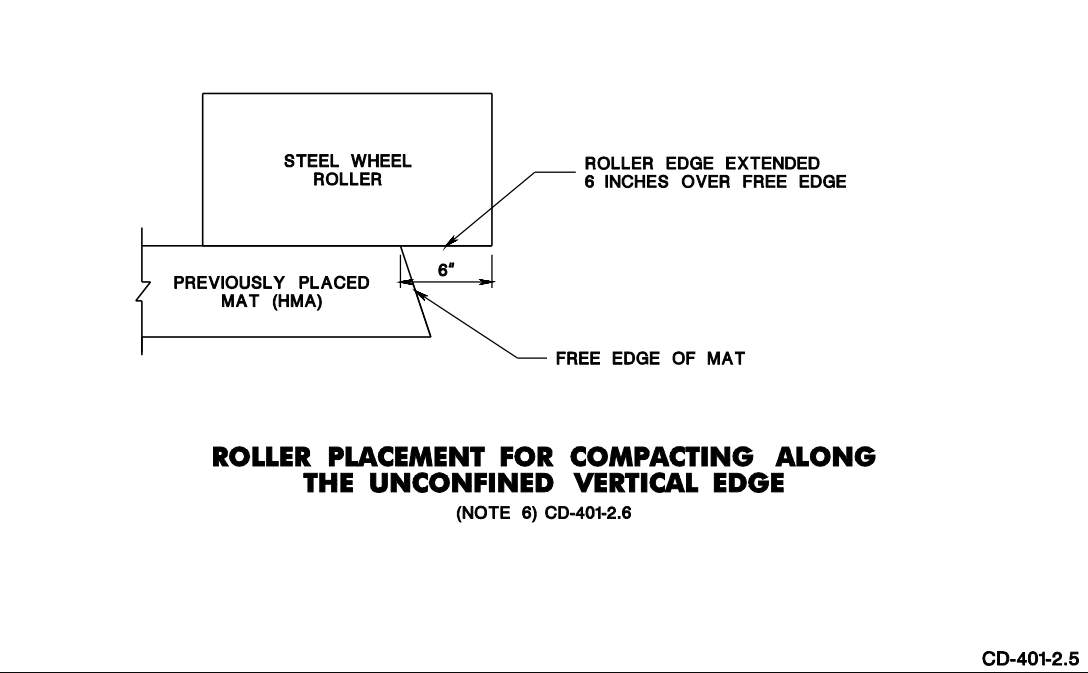 STEEL WHEEL
ROLLER
ROLLER EDGE EXTENDED
6 INCHES OVER FREE EDGE
6"
PREVIOUSLY PLACED
MAT (HMA)
FREE EDGE OF MAT
ROLLER PLACEMENT FOR COMPACTING ALONG
THE UNCONFINED VERTICAL EDGE
(NOTE 6) CD-401-2.6
CD-401-2.5